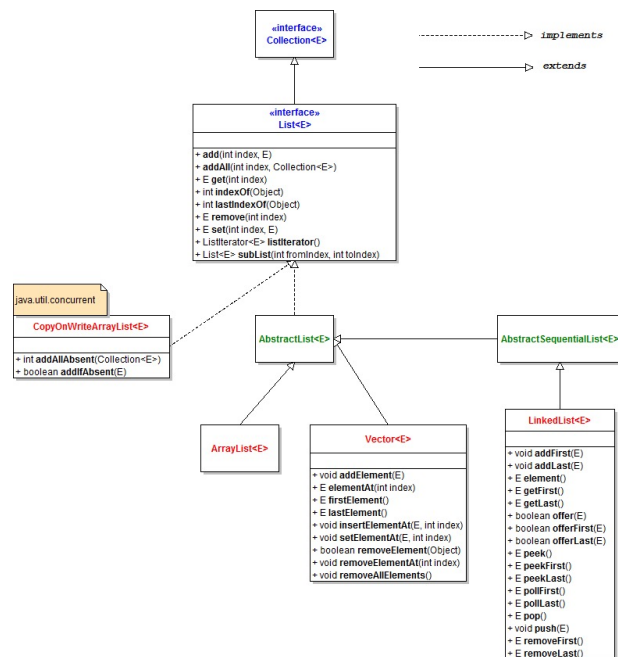 «interface»
Collection<E>
implements
extends
«interface»
List<E>
+ add(int index, E)
+ addAll(int index, Collection<E>)
+ E get(int index)
+ int indexOf(Object)
+ int lastIndexOf(Object)
+ E remove(int index)
+ E set(int index, E)
+ ListIterator<E> listIterator()
+ List<E> subList(int fromIndex, int toIndex)
java.util.concurrent
CopyOnWriteArrayList<E>
+ int addAllAbsent(Collection<E>)
+ boolean addIfAbsent(E)
AbstractList<E>
AbstractSequentialList<E>
ArrayList<E>
Vector<E>
+ void addElement(E)
+ E elementAt(int index)
+ E firstElement()
+ E lastElement()
+ void insertElementAt(E, int index)
+ void setElementAt(E, int index)
+ boolean removeElement(Object)
+ void removeElementAt(int index)
+ void removeAllElements()
LinkedList<E>
+ void addFirst(E)
+ void addLast(E)
+ E element()
+ E getFirst()
+ E getLast()
+ boolean offer(E)
+ boolean offerFirst(E)
+ boolean offerLast(E)
+ E peek()
+ E peekFirst()
+ E peekLast()
+ E pollFirst()
+ E pollLast()
+ E pop()
+ void push(E)
+ E removeFirst()
+ E removeLast()